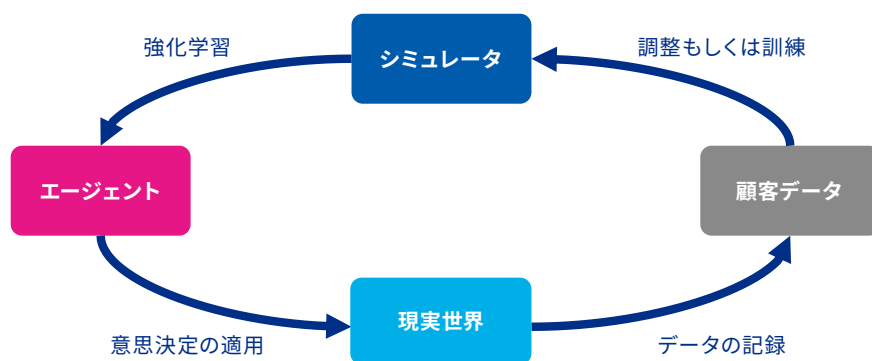 強化学習
シミュレータ
調整もしくは訓練
エージェント
顧客データ
現実世界
意思決定の適用
データの記録